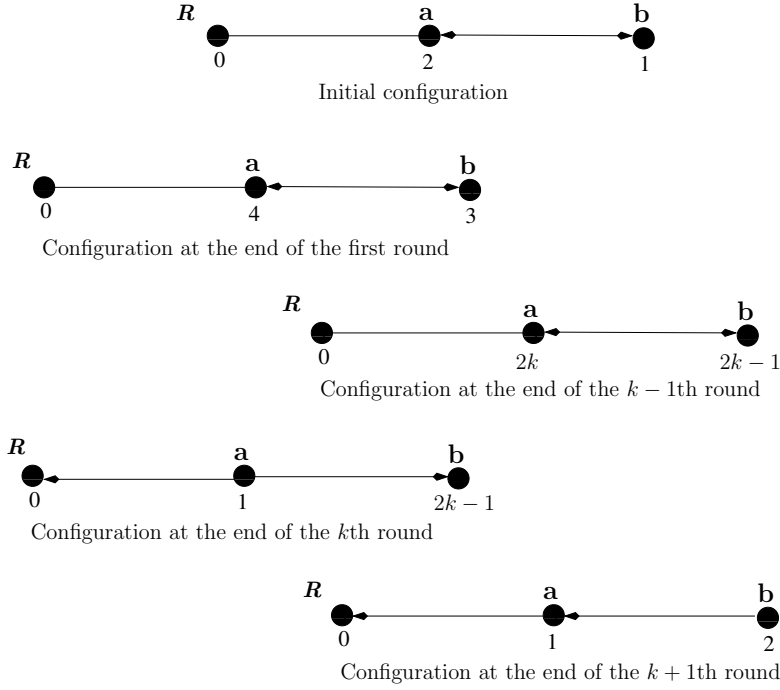 R a b
0 2 1
Initial configuration
R a b
0 4 3
Configuration at the end of the first round
R a b
0 2k 2k − 1
Configuration at the end of the k − 1th round
R a b
0 1 2k − 1
Configuration at the end of the kth round
R a b
0 1 2
Configuration at the end of the k + 1th round